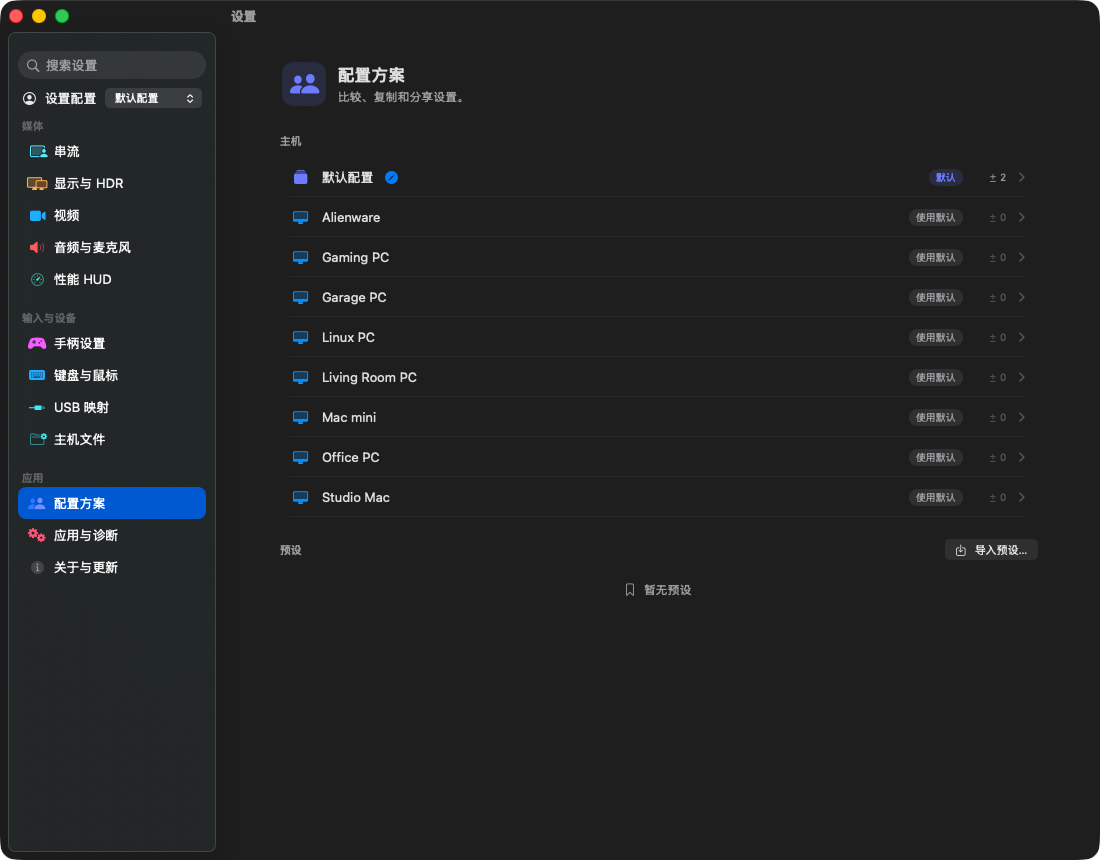 设置
搜索设置
设置配置 默认配置
媒体
串流
显示与 HDR
视频
音频与麦克风
性能 HUD
输入与设备
手柄设置
键盘与鼠标
USB 映射
主机文件
应用
配置方案
应用与诊断
关于与更新
配置方案
比较、复制和分享设置。
主机
默认配置 默认 ± 2
Alienware 使用默认 ± 0
Gaming PC 使用默认 ± 0
Garage PC 使用默认 ± 0
Linux PC 使用默认 ± 0
Living Room PC 使用默认 ± 0
Mac mini 使用默认 ± 0
Office PC 使用默认 ± 0
Studio Mac 使用默认 ± 0
预设 导入预设...
暂无预设